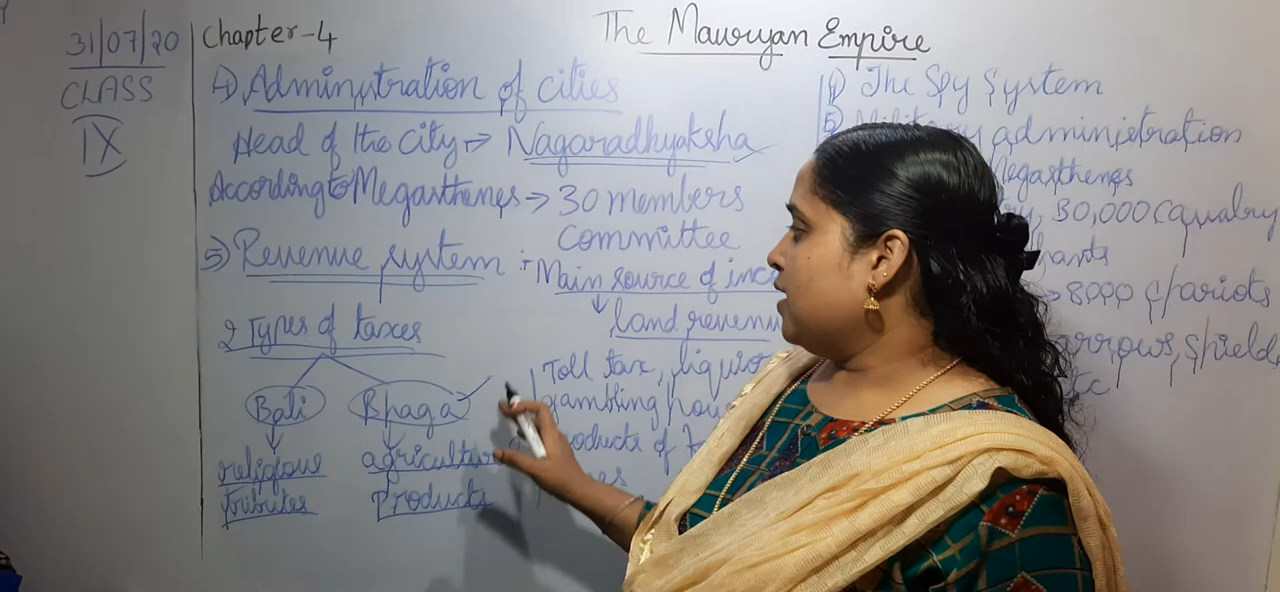 31/07/20
CLASS
IX
Chapter-4
The Mauryan Empire
4) Administration of cities
Head of the city → Nagaradhyaksha
According to Megasthenes → 30 members
Committee
5) Revenue system :-
Main source of inc
land revenu
2 Types of taxes
Bali
Bhaga
religious
tributes
agriculture
products
Toll tax, liquor
gambling hou
products of
The Spy System
Military administration
Megasthenes
30,000 cavalry
8000 chariots
arrows, shield
etc